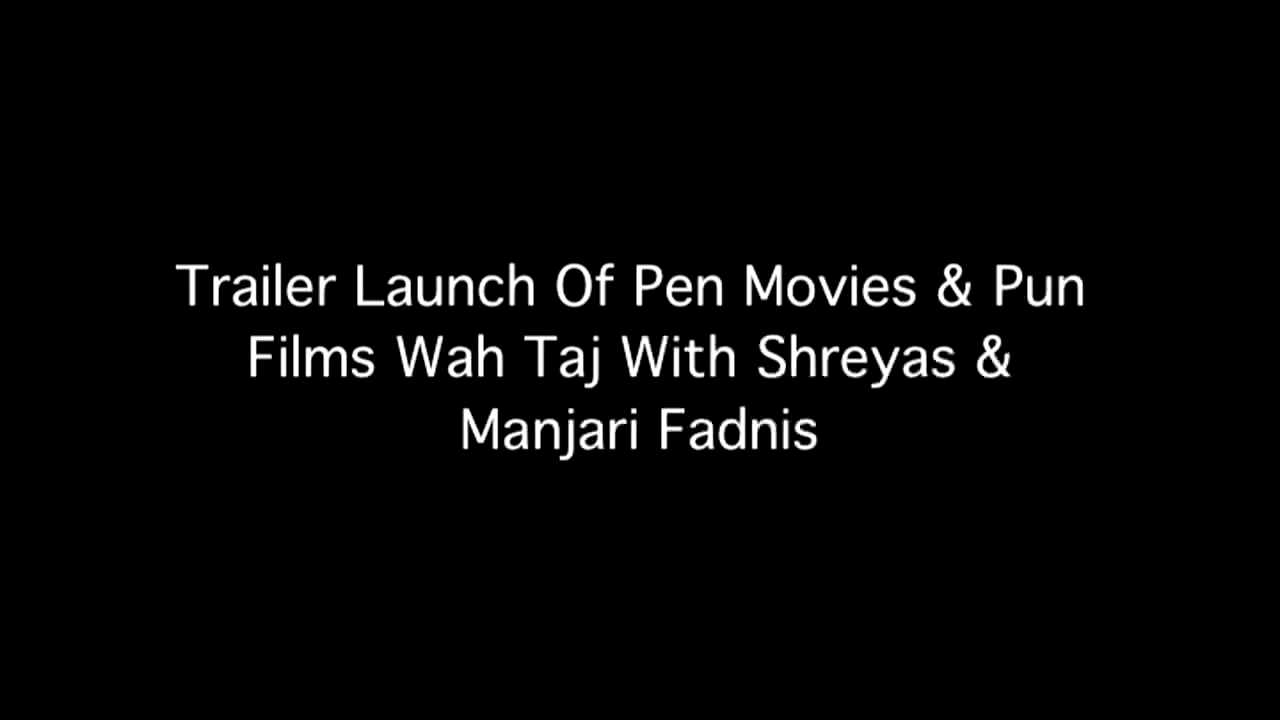 Trailer Launch Of Pen Movies & Pun
Films Wah Taj With Shreyas &
Manjari Fadnis